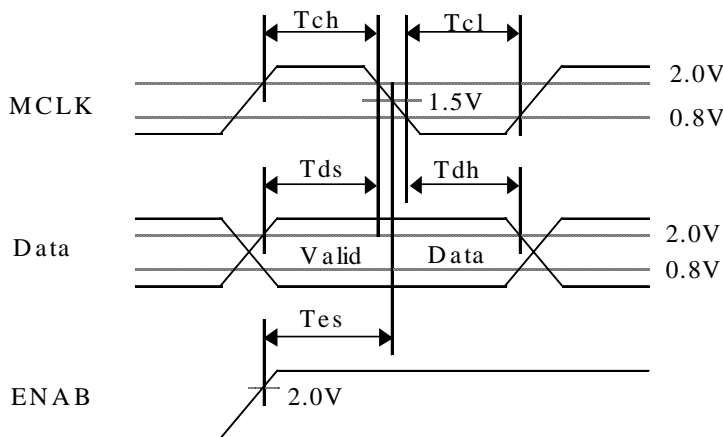 Tch Tcl
2.0V
MCLK 1.5V
0.8V
Tds Tdh
Data Valid Data 2.0V
0.8V
Tes
ENAB 2.0V